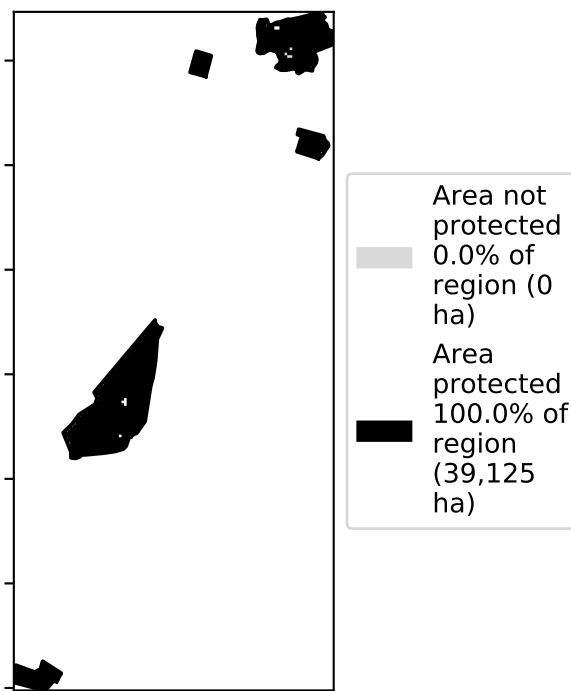 Area not
protected
0.0% of
region (0
ha)
Area
protected
100.0% of
region
(39,125
ha)